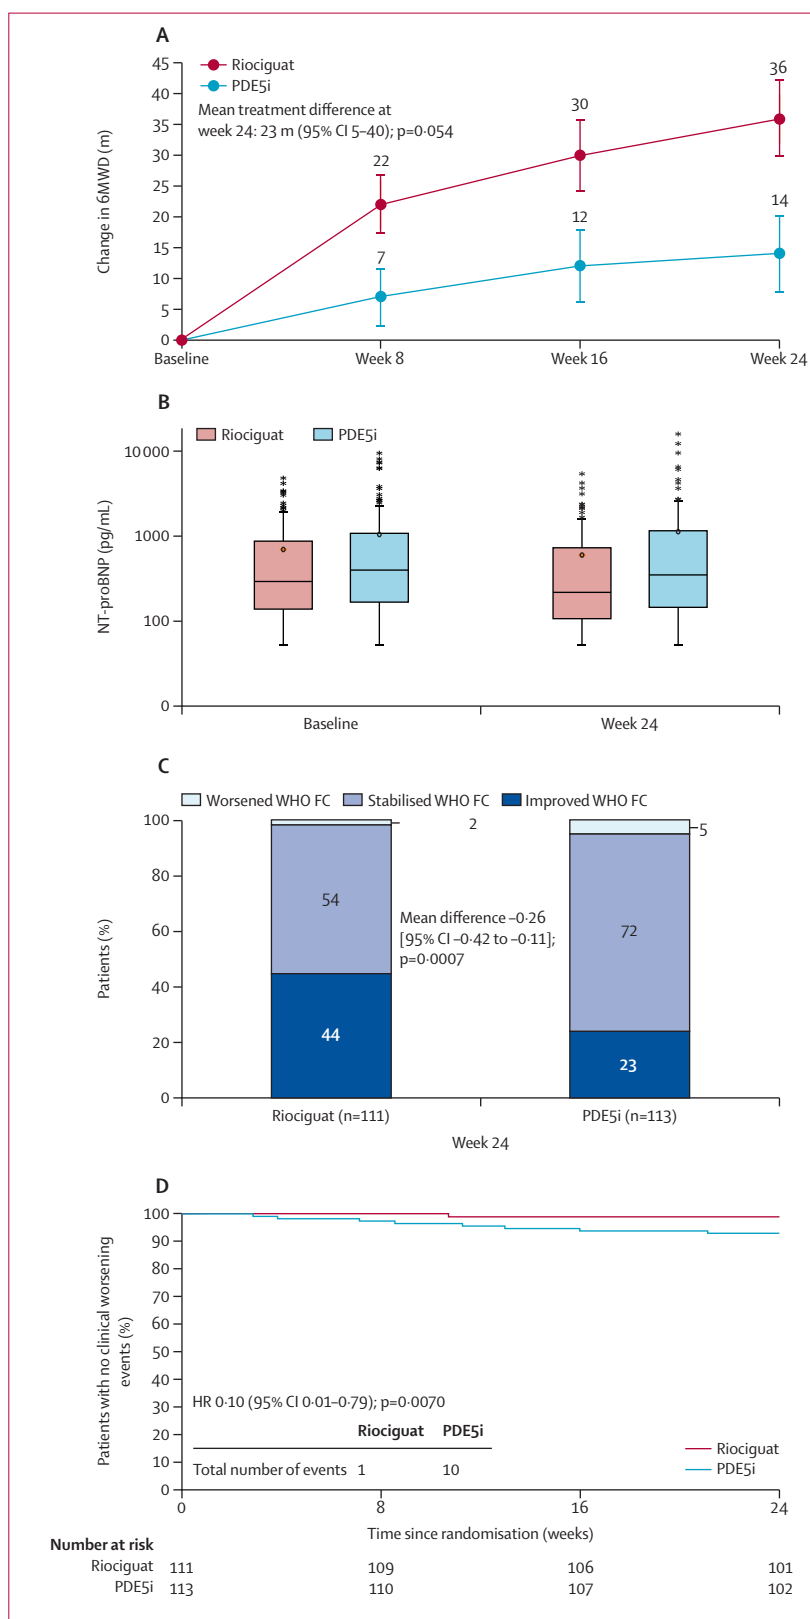 A
45
40
35
30
25
20
15
10
5
0
Change in 6MWD (m)
Riociguat
PDE5i
Mean treatment difference at
week 24: 23 m (95% CI 5–40); p=0·054
22
30
36
7
12
14
Baseline
Week 8
Week 16
Week 24
B
Riociguat
PDE5i
10 000
1000
100
0
NT-proBNP (pg/mL)
Baseline
Week 24
C
Worsened WHO FC
Stabilised WHO FC
Improved WHO FC
100
80
60
40
20
0
Patients (%)
2
54
44
Mean difference –0·26
[95% CI –0·42 to –0·11];
p=0·0007
5
72
23
Riociguat (n=111)
PDE5i (n=113)
Week 24
D
100
90
80
70
60
50
40
30
20
10
0
Patients with no clinical worsening
events (%)
HR 0·10 (95% CI 0·01–0·79); p=0·0070
Riociguat PDE5i
Total number of events 1 10
Riociguat
PDE5i
0 8 16 24
Time since randomisation (weeks)
Number at risk
Riociguat 111 109 106 101
PDE5i 113 110 107 102